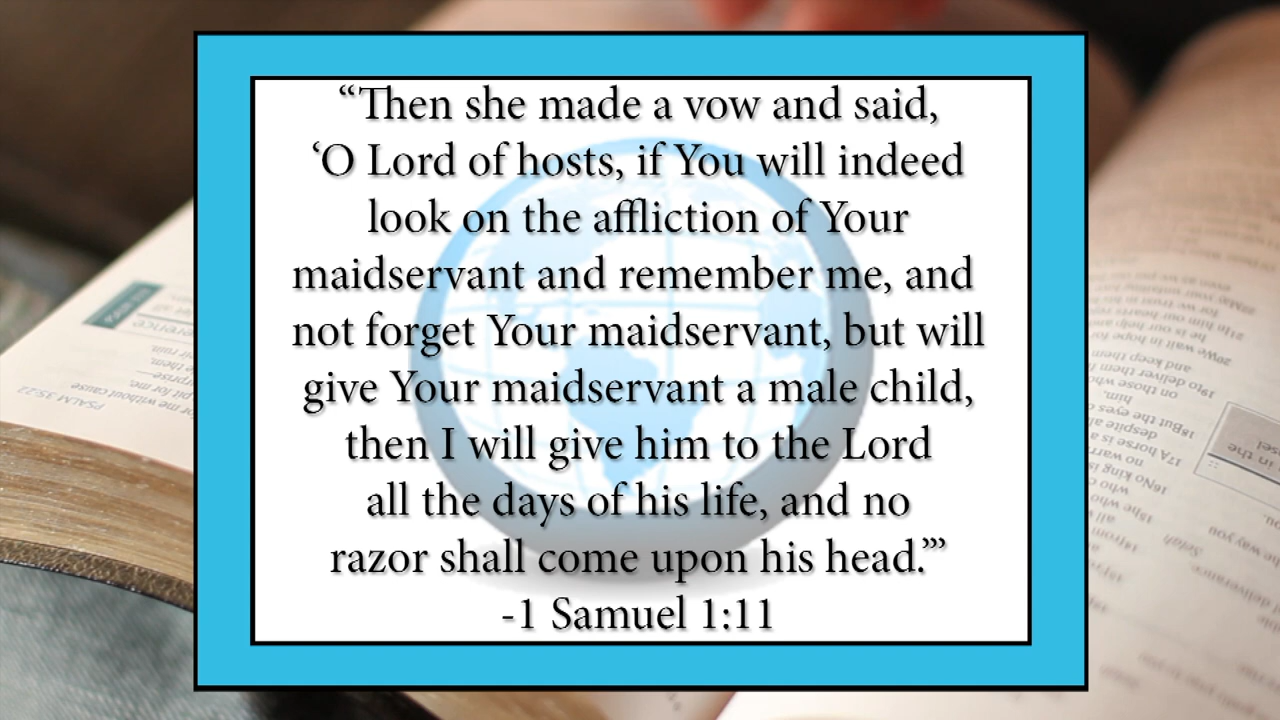 “Then she made a vow and said,
‘O Lord of hosts, if You will indeed
look on the affliction of Your
maidservant and remember me, and
not forget Your maidservant, but will
give Your maidservant a male child,
then I will give him to the Lord
all the days of his life, and no
razor shall come upon his head.’”
-1 Samuel 1:11
PSALM 35:22